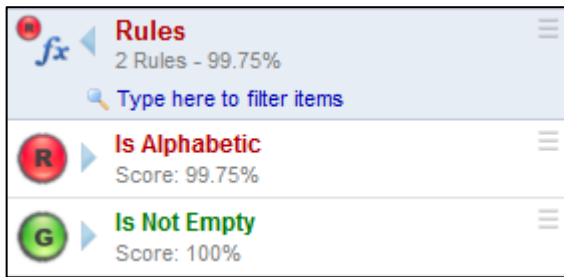 R
fx
Rules
2 Rules - 99.75%
Type here to filter items
R
Is Alphabetic
Score: 99.75%
G
Is Not Empty
Score: 100%